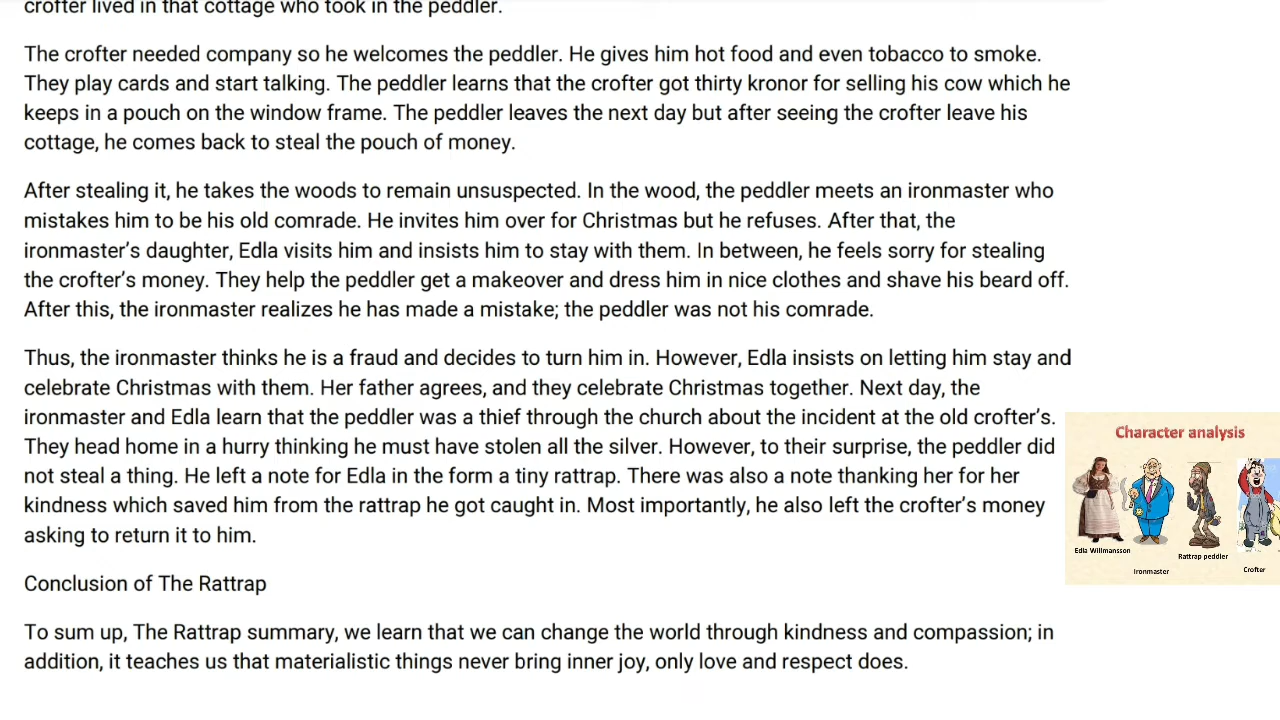 crofter lived in that cottage who took in the peddler.
The crofter needed company so he welcomes the peddler. He gives him hot food and even tobacco to smoke.
They play cards and start talking. The peddler learns that the crofter got thirty kronor for selling his cow which he
keeps in a pouch on the window frame. The peddler leaves the next day but after seeing the crofter leave his
cottage, he comes back to steal the pouch of money.
After stealing it, he takes the woods to remain unsuspected. In the wood, the peddler meets an ironmaster who
mistakes him to be his old comrade. He invites him over for Christmas but he refuses. After that, the
ironmaster’s daughter, Edla visits him and insists him to stay with them. In between, he feels sorry for stealing
the crofter’s money. They help the peddler get a makeover and dress him in nice clothes and shave his beard off.
After this, the ironmaster realizes he has made a mistake; the peddler was not his comrade.
Thus, the ironmaster thinks he is a fraud and decides to turn him in. However, Edla insists on letting him stay and
celebrate Christmas with them. Her father agrees, and they celebrate Christmas together. Next day, the
ironmaster and Edla learn that the peddler was a thief through the church about the incident at the old crofter’s.
They head home in a hurry thinking he must have stolen all the silver. However, to their surprise, the peddler did
not steal a thing. He left a note for Edla in the form a tiny rattrap. There was also a note thanking her for her
kindness which saved him from the rattrap he got caught in. Most importantly, he also left the crofter’s money
asking to return it to him.
Conclusion of The Rattrap
To sum up, The Rattrap summary, we learn that we can change the world through kindness and compassion; in
addition, it teaches us that materialistic things never bring inner joy, only love and respect does.
Character analysis
Edla Willmansson
Ironmaster
Rattrap peddler
Crofter